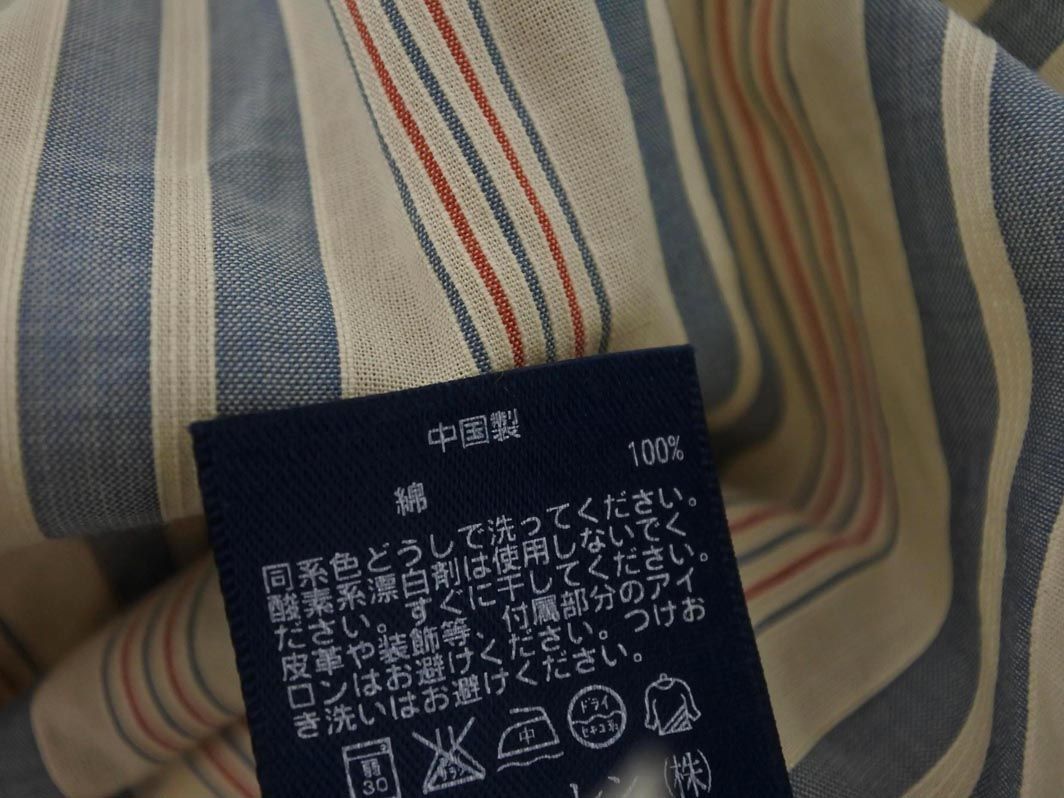 中国製
綿 100%
同系色どうしで洗ってください。
酸素系漂白剤は使用しないでく
ださい。すぐに干してください。
皮革や装飾等、付属部分のアイ
ロンはお避けください。つけお
き洗いはお避けください。
弱
30
中
ドライ
(株)